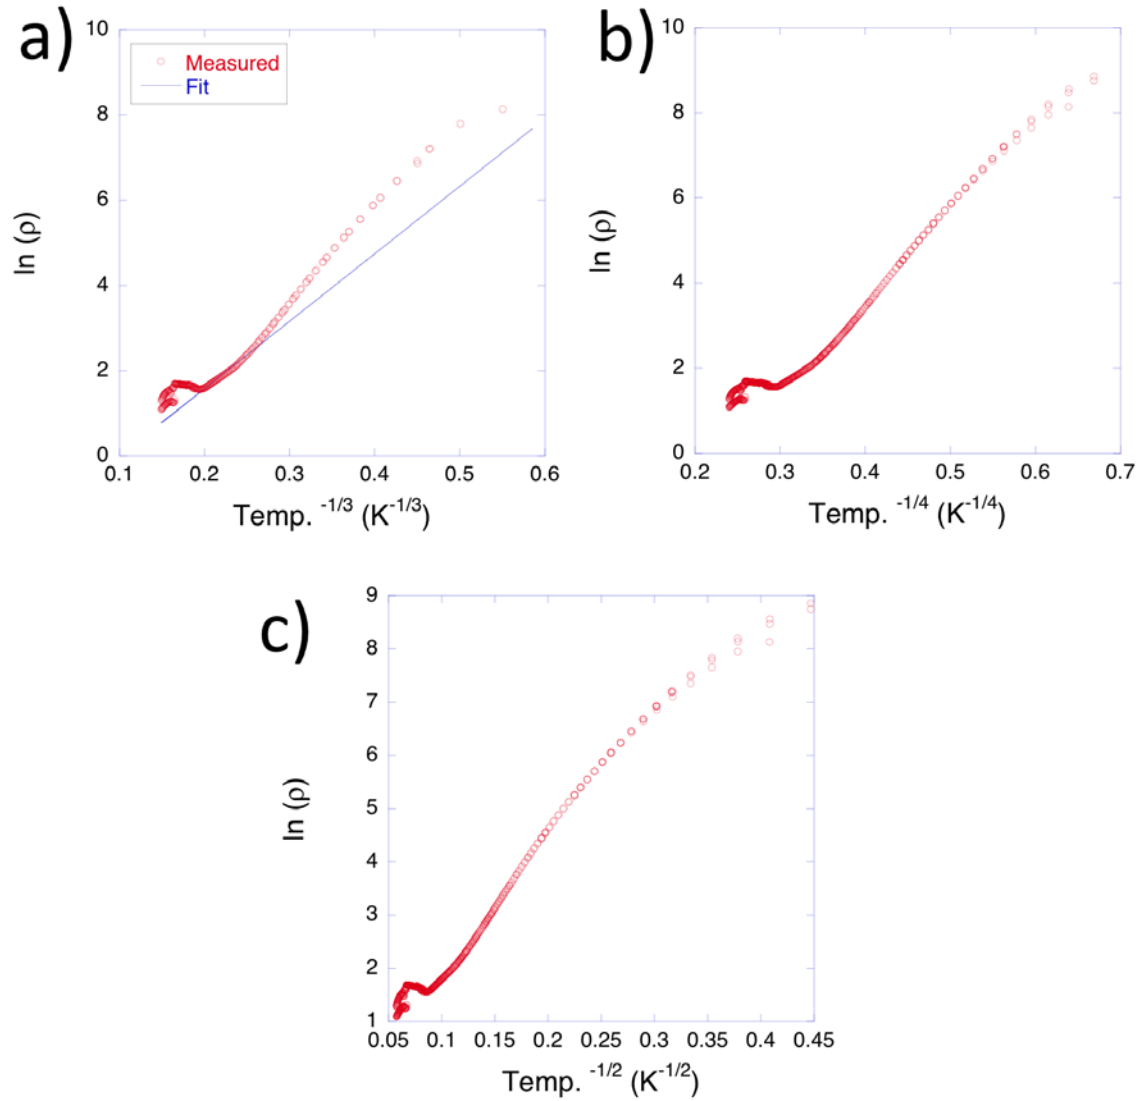 a)
10
8
6
4
2
0
ln (ρ)
Measured
Fit
0.1 0.2 0.3 0.4 0.5 0.6
Temp. -1/3 (K-1/3)
b)
10
8
6
4
2
0
ln (ρ)
0.2 0.3 0.4 0.5 0.6 0.7
Temp. -1/4 (K-1/4)
c)
9
8
7
6
5
4
3
2
1
ln (ρ)
0.05 0.1 0.15 0.2 0.25 0.3 0.35 0.4 0.45
Temp. -1/2 (K-1/2)